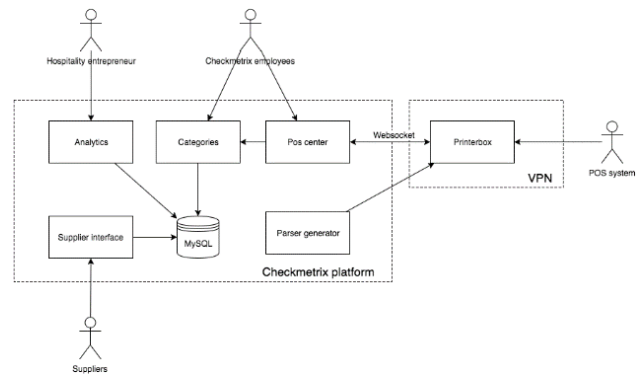 Hospitality entrepreneur
Checkmetrix employees
Analytics
Categories
Pos center
Websocket
Printerbox
POS system
VPN
Supplier interface
MySQL
Parser generator
Checkmetrix platform
Suppliers